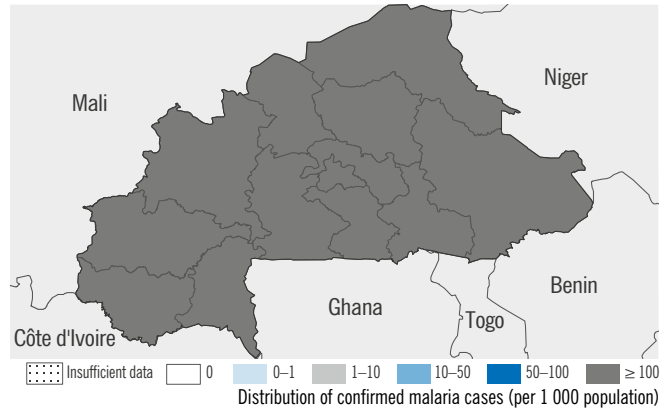 Niger
Mali
Benin
Ghana
Togo
Côte d'Ivoire
Insufficient data 0 0–1 1–10 10–50 50–100 ≥ 100
Distribution of confirmed malaria cases (per 1 000 population)